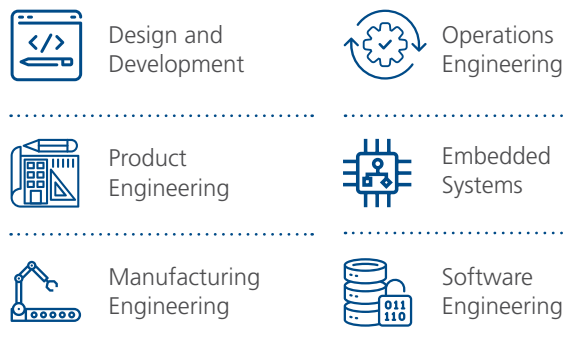 Design and
Development
Operations
Engineering
Product
Engineering
Embedded
Systems
Manufacturing
Engineering
Software
Engineering
011
110